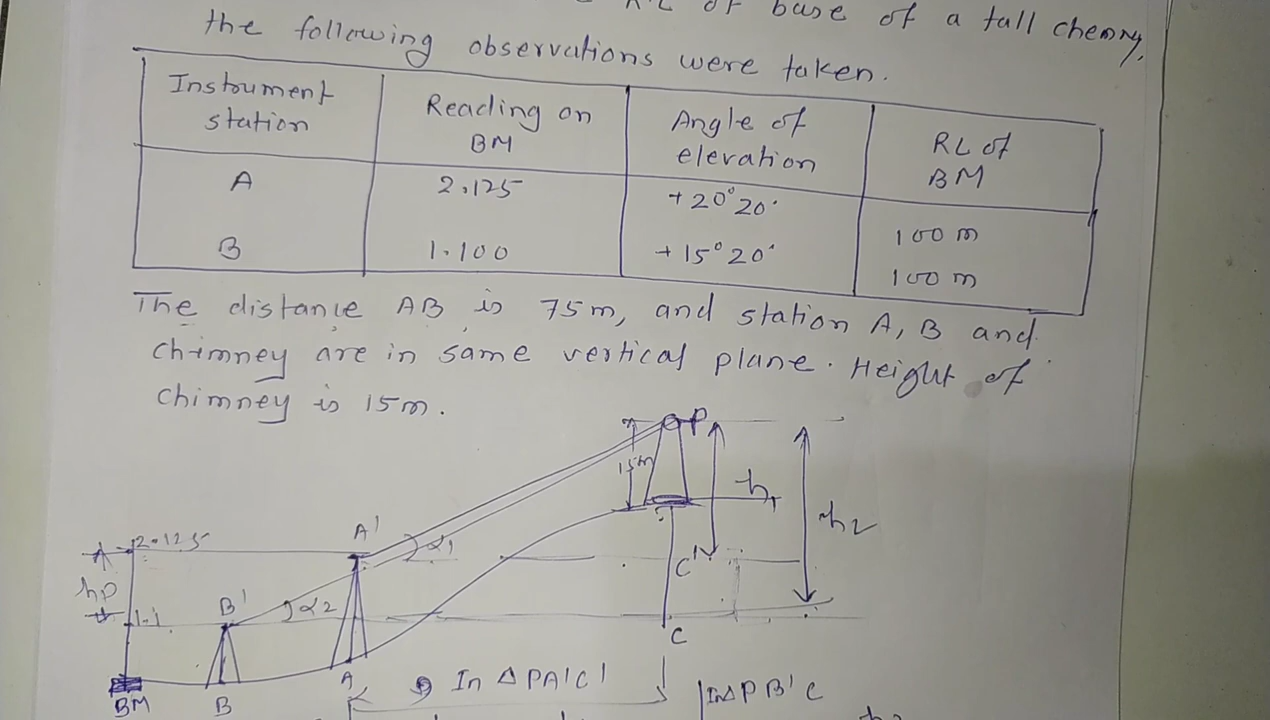 RL of base of a tall chemny,
the following observations were taken.
Instrument station
Reading on BM
Angle of elevation
RL of BM
A 2.125 +20°20' 100 m
B 1.100 +15°20' 100 m
The distance AB is 75m, and station A, B and
chimney are in same vertical plane. Height of
chimney is 15m.
P
15m
h1
h2
A'
2.125
α1
hD
C'
B'
1.1
α2
C
BM
B
A
In Δ PA'C'
In Δ PB'C